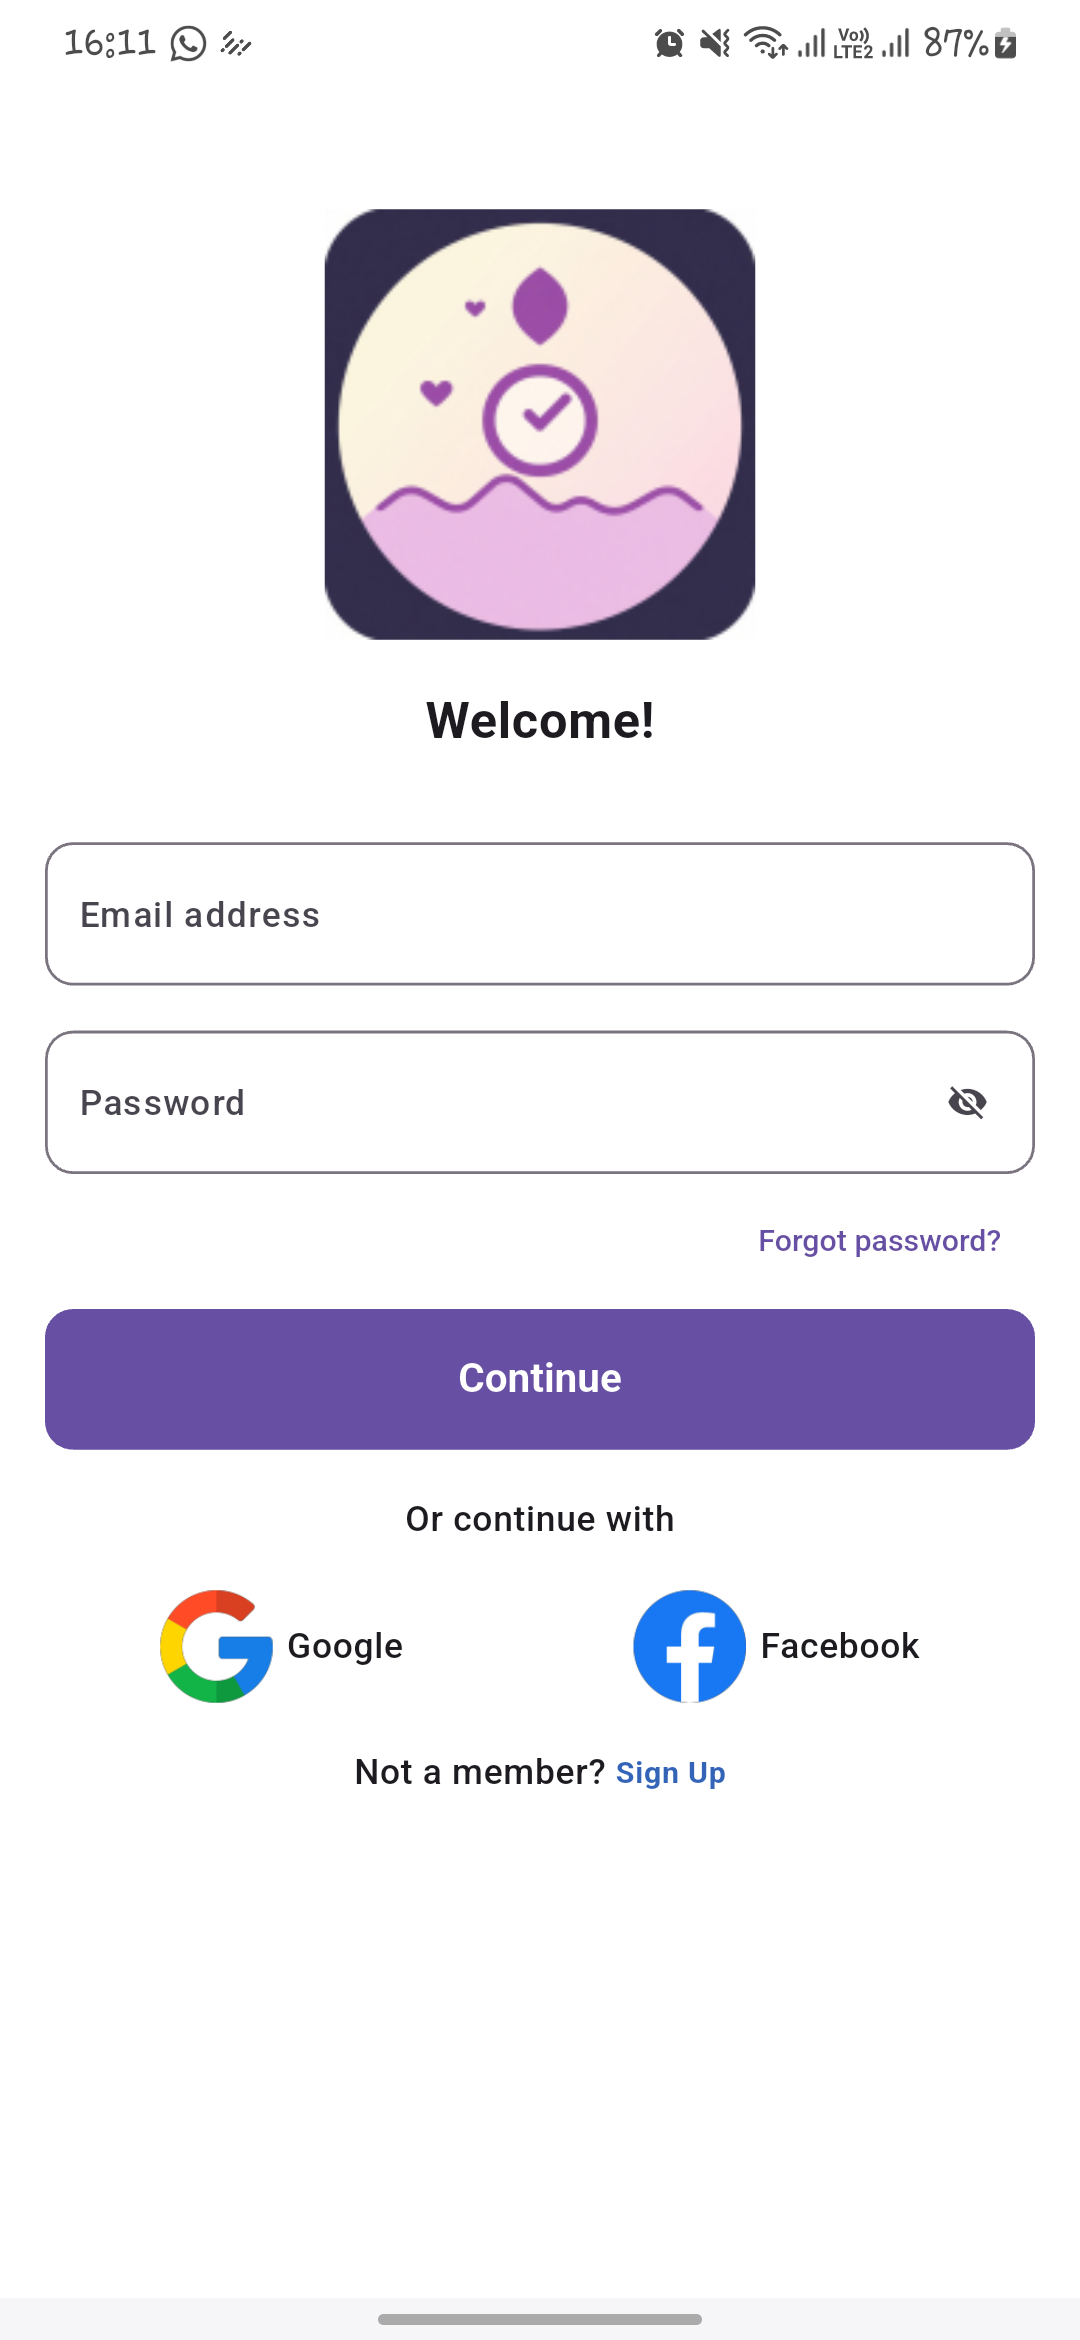 16:11 Vo)) LTE2 87%
Welcome!
Email address
Password
Forgot password?
Continue
Or continue with
Google Facebook
Not a member? Sign Up